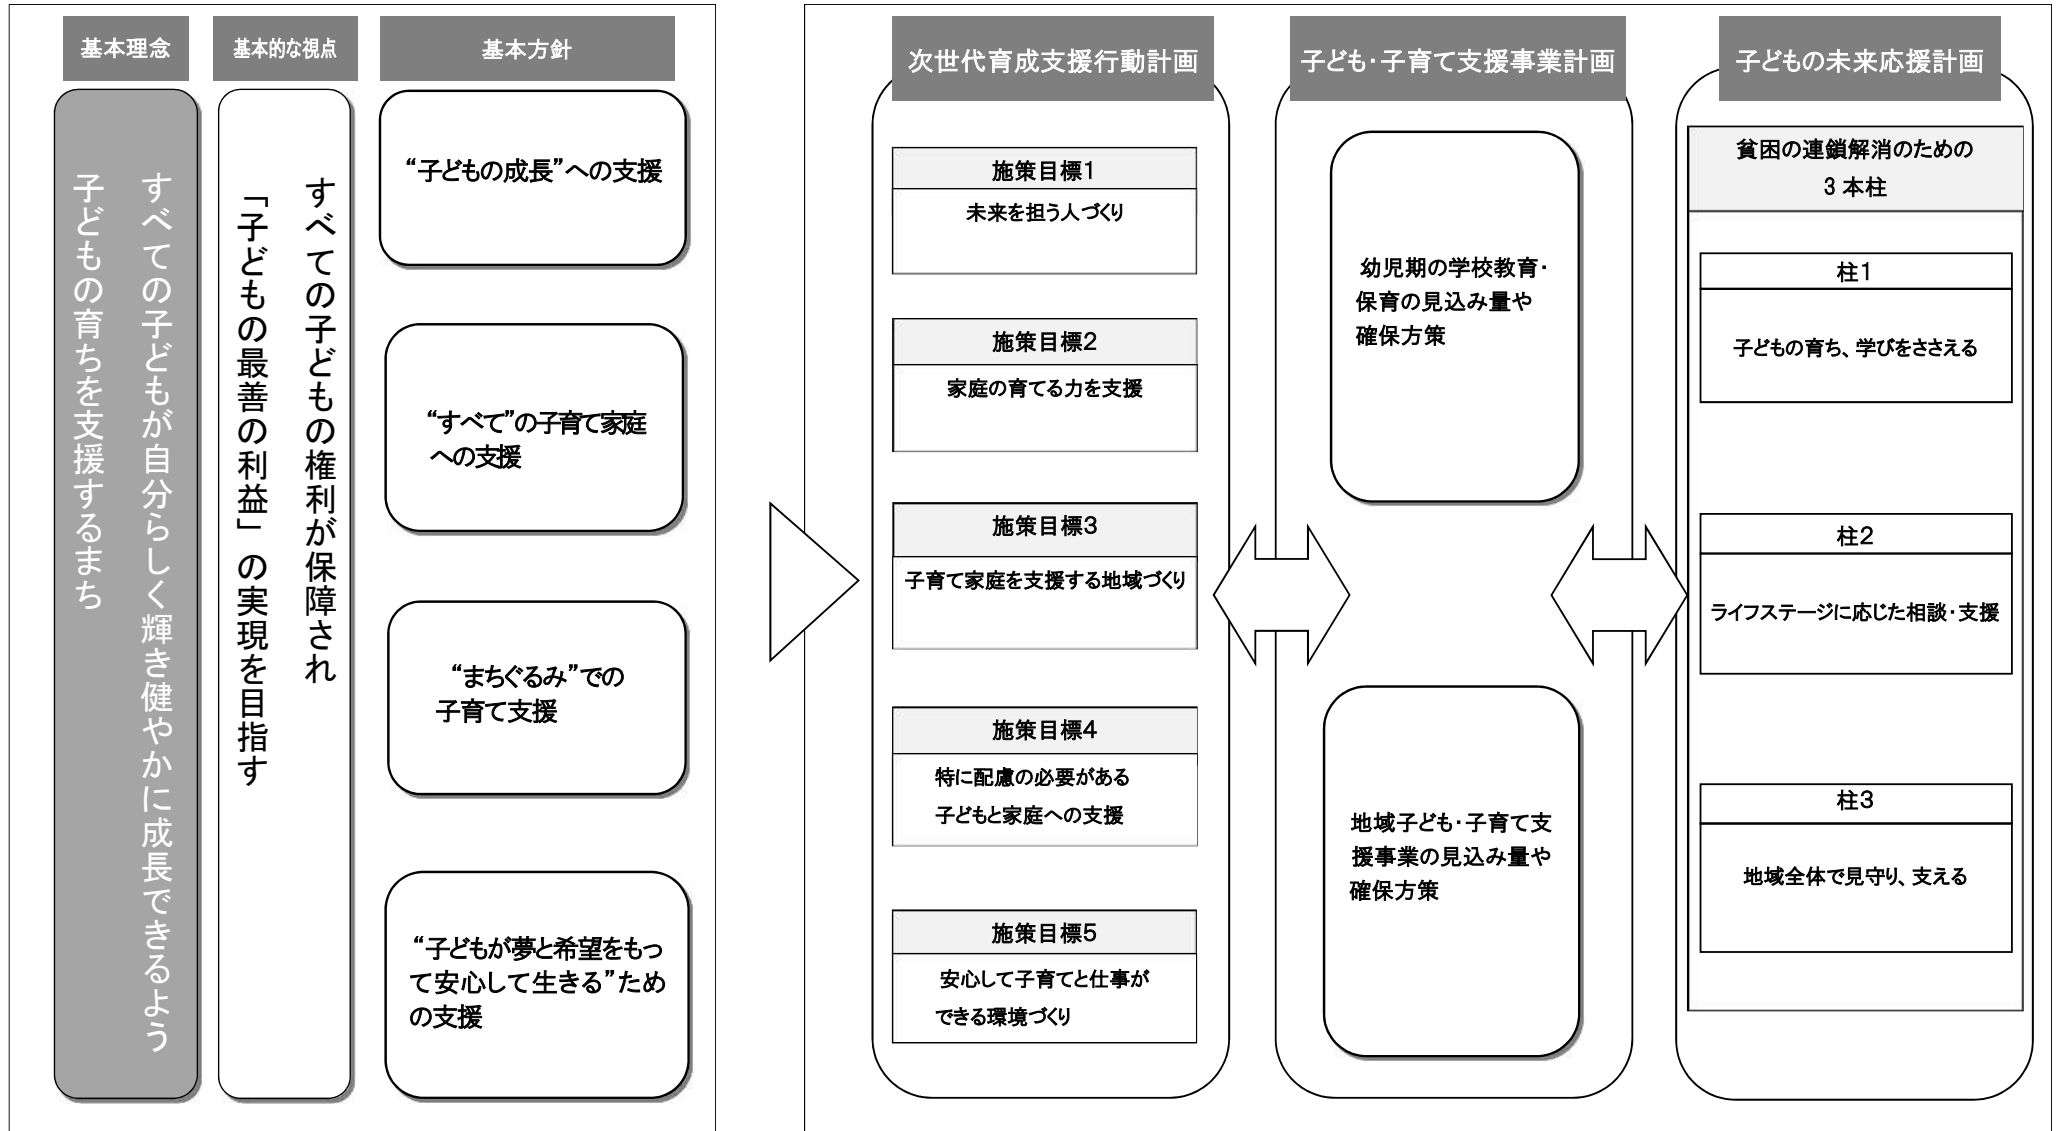 基本理念
すべての子どもが自分らしく輝き健やかに成長できるよう
子どもの育ちを支援するまち
基本的な視点
すべての子どもの権利が保障され
「子どもの最善の利益」の実現を目指す
基本方針
“子どもの成長”への支援
“すべて”の子育て家庭
への支援
“まちぐるみ”での
子育て支援
“子どもが夢と希望をもっ
て安心して生きる”ため
の支援
次世代育成支援行動計画
施策目標1
未来を担う人づくり
施策目標2
家庭の育てる力を支援
施策目標3
子育て家庭を支援する地域づくり
施策目標4
特に配慮の必要がある
子どもと家庭への支援
施策目標5
安心して子育てと仕事が
できる環境づくり
子ども・子育て支援事業計画
幼児期の学校教育・
保育の見込み量や
確保方策
地域子ども・子育て支
援事業の見込み量や
確保方策
子どもの未来応援計画
貧困の連鎖解消のための
3 本柱
柱1
子どもの育ち、学びをささえる
柱2
ライフステージに応じた相談・支援
柱3
地域全体で見守り、支える